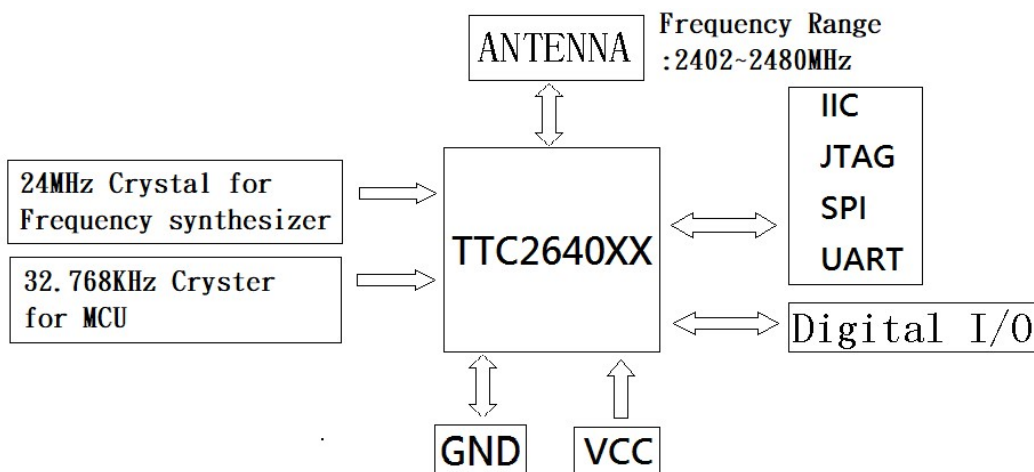 ANTENNA
Frequency Range
:2402~2480MHz
24MHz Crystal for
Frequency synthesizer
32.768KHz Cryster
for MCU
TTC2640XX
IIC
JTAG
SPI
UART
Digital I/O
GND
VCC